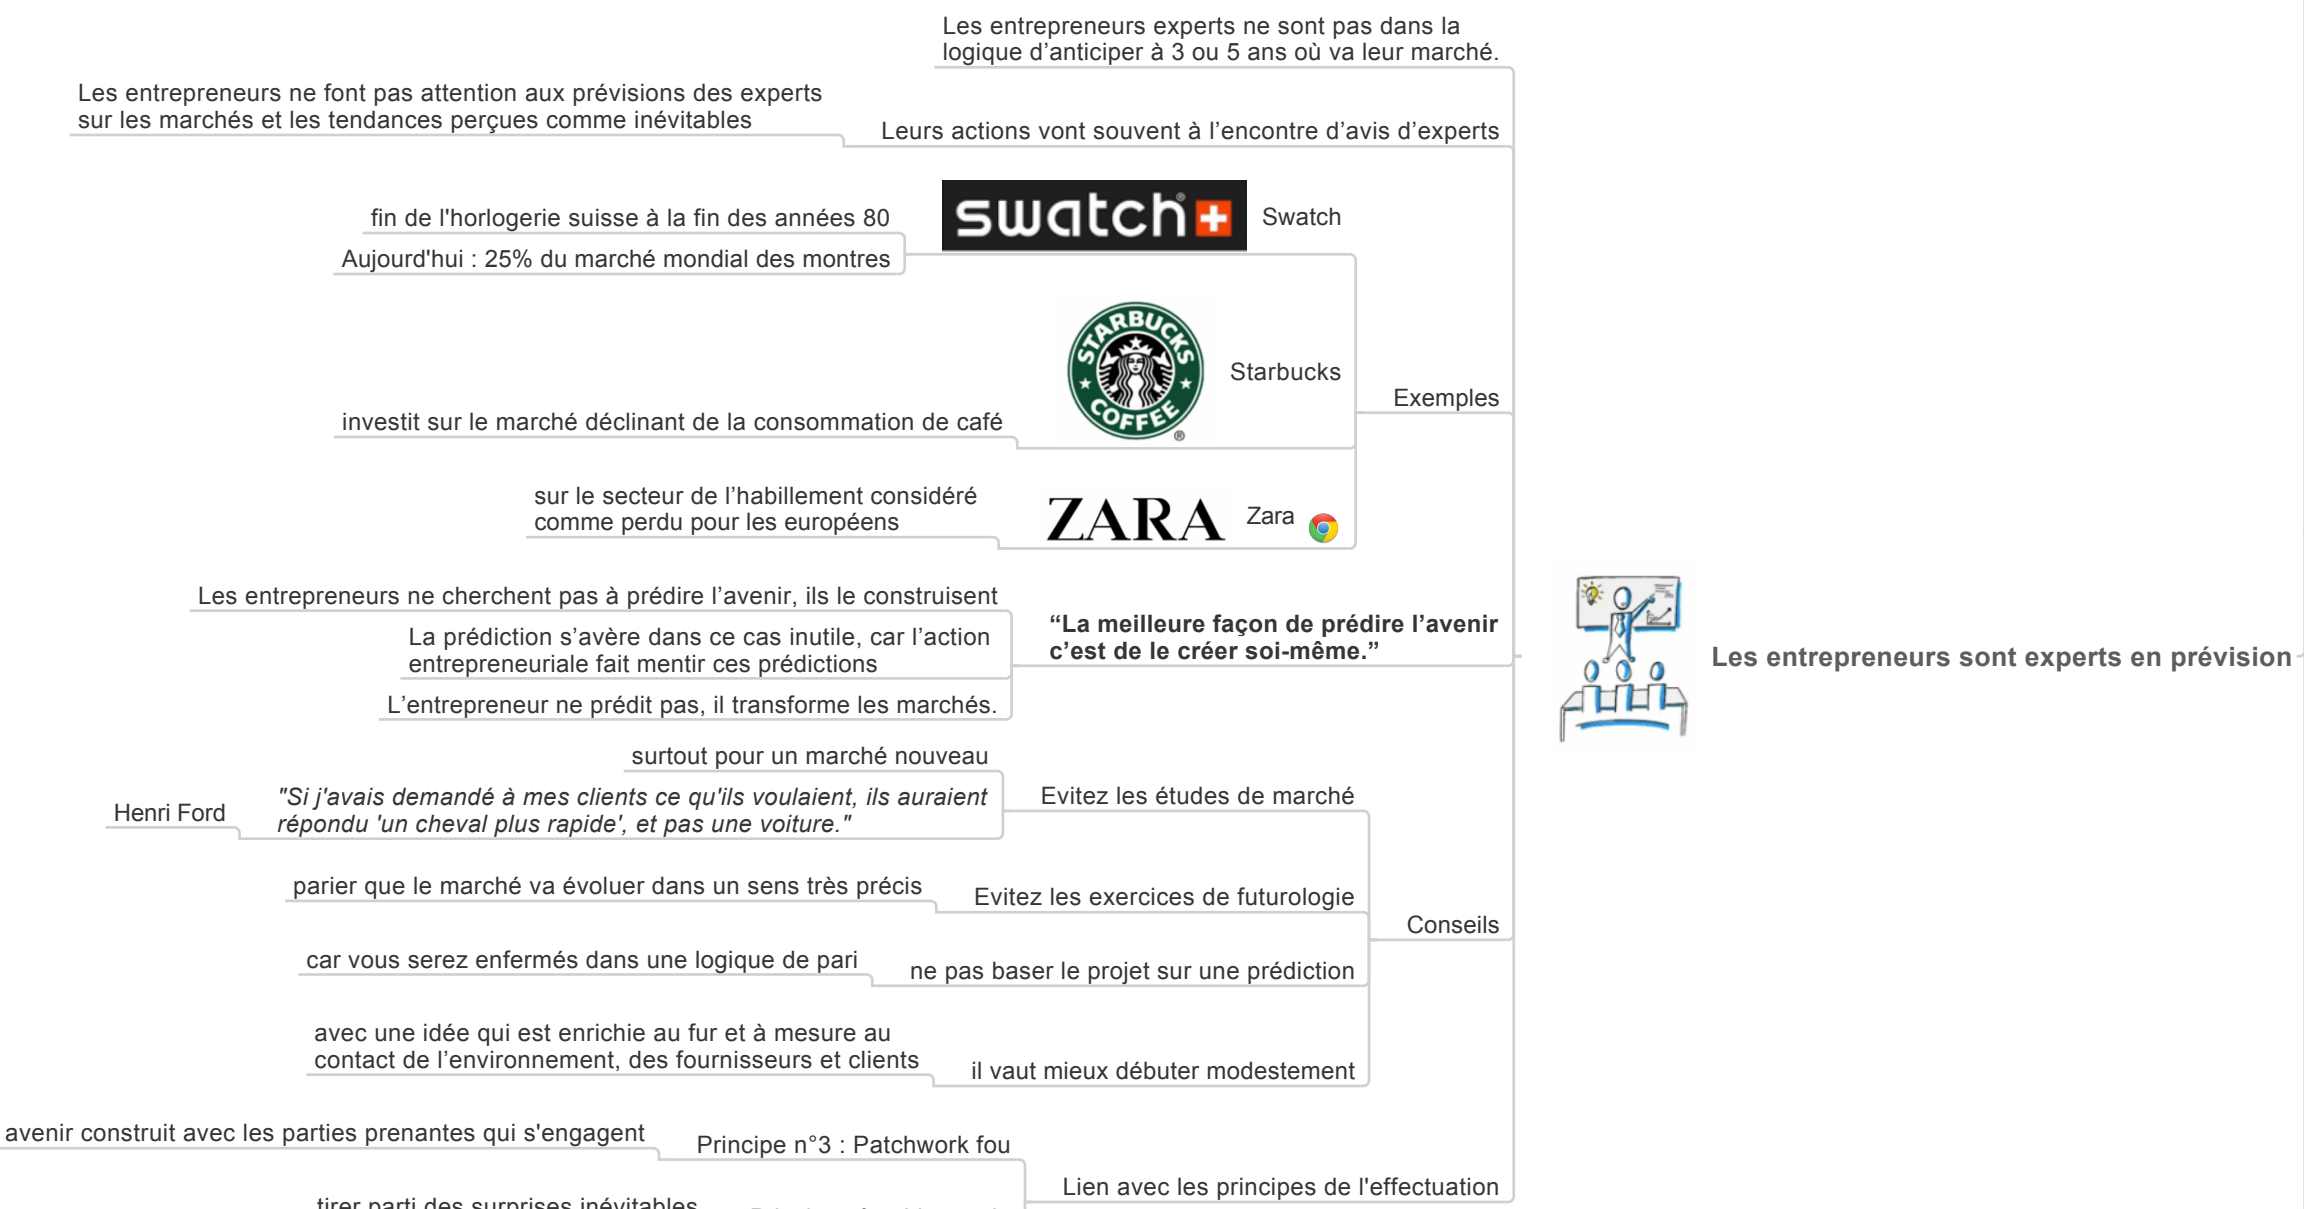 Les entrepreneurs experts ne sont pas dans la
logique d’anticiper à 3 ou 5 ans où va leur marché.
Les entrepreneurs ne font pas attention aux prévisions des experts
sur les marchés et les tendances perçues comme inévitables
Leurs actions vont souvent à l’encontre d’avis d’experts
fin de l'horlogerie suisse à la fin des années 80
Aujourd'hui : 25% du marché mondial des montres
swatch
Swatch
STARBUCKS
COFFEE
Starbucks
investit sur le marché déclinant de la consommation de café
Exemples
sur le secteur de l’habillement considéré
comme perdu pour les européens
ZARA
Zara
Les entrepreneurs ne cherchent pas à prédire l’avenir, ils le construisent
La prédiction s’avère dans ce cas inutile, car l’action
entrepreneuriale fait mentir ces prédictions
L’entrepreneur ne prédit pas, il transforme les marchés.
“La meilleure façon de prédire l’avenir
c’est de le créer soi-même.”
Les entrepreneurs sont experts en prévision
surtout pour un marché nouveau
Henri Ford
"Si j'avais demandé à mes clients ce qu'ils voulaient, ils auraient
répondu 'un cheval plus rapide', et pas une voiture."
Evitez les études de marché
parier que le marché va évoluer dans un sens très précis
Evitez les exercices de futurologie
Conseils
car vous serez enfermés dans une logique de pari
ne pas baser le projet sur une prédiction
avec une idée qui est enrichie au fur et à mesure au
contact de l’environnement, des fournisseurs et clients
il vaut mieux débuter modestement
avenir construit avec les parties prenantes qui s'engagent
Principe n°3 : Patchwork fou
Lien avec les principes de l'effectuation
tirer parti des surprises inévitables